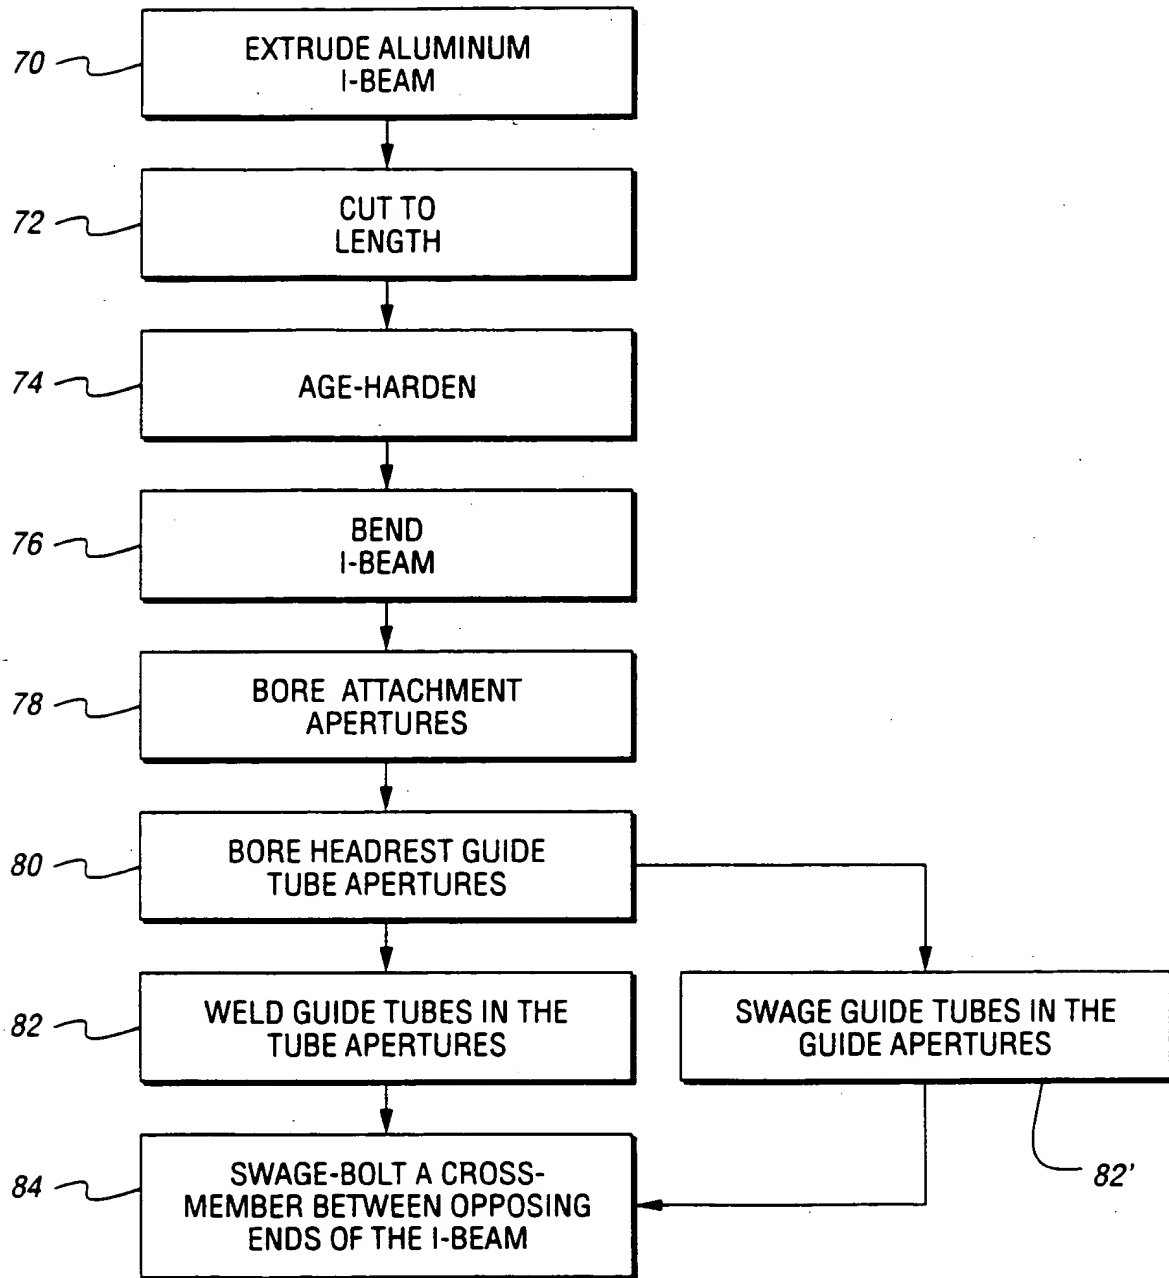 70
EXTRUDE ALUMINUM
I-BEAM
72
CUT TO
LENGTH
74
AGE-HARDEN
76
BEND
I-BEAM
78
BORE ATTACHMENT
APERTURES
80
BORE HEADREST GUIDE
TUBE APERTURES
82
WELD GUIDE TUBES IN THE
TUBE APERTURES
SWAGE GUIDE TUBES IN THE
GUIDE APERTURES
82'
84
SWAGE-BOLT A CROSS-
MEMBER BETWEEN OPPOSING
ENDS OF THE I-BEAM